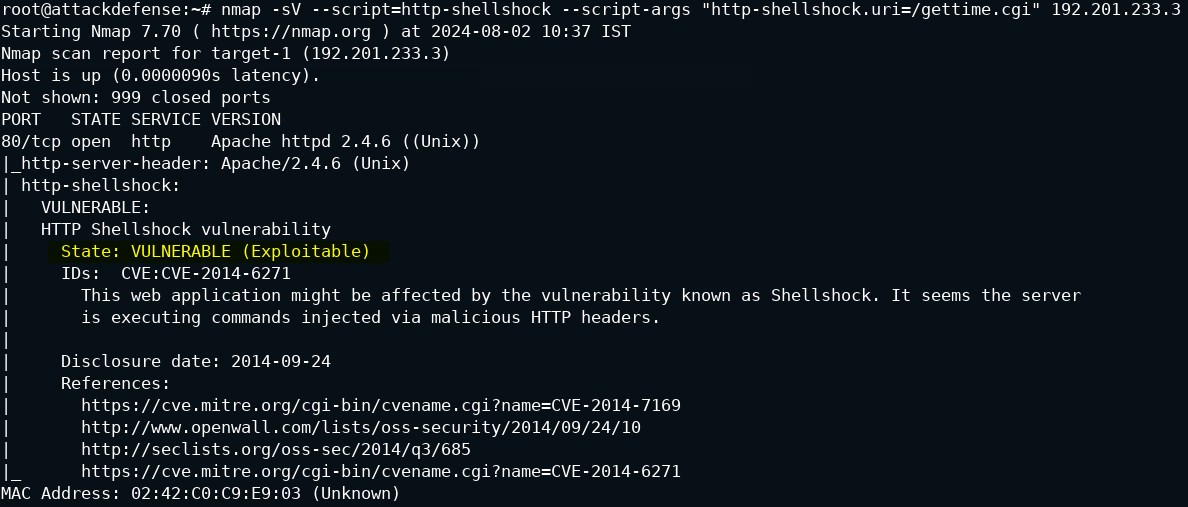 root@attackdefense:~# nmap -sV --script=http-shellshock --script-args "http-shellshock.uri=/gettime.cgi" 192.201.233.3
Starting Nmap 7.70 ( https://nmap.org ) at 2024-08-02 10:37 IST
Nmap scan report for target-1 (192.201.233.3)
Host is up (0.0000090s latency).
Not shown: 999 closed ports
PORT   STATE SERVICE VERSION
80/tcp open  http    Apache httpd 2.4.6 ((Unix))
|_http-server-header: Apache/2.4.6 (Unix)
| http-shellshock:
|   VULNERABLE:
|   HTTP Shellshock vulnerability
|     State: VULNERABLE (Exploitable)
|     IDs:  CVE:CVE-2014-6271
|       This web application might be affected by the vulnerability known as Shellshock. It seems the server
|       is executing commands injected via malicious HTTP headers.
|
|     Disclosure date: 2014-09-24
|     References:
|       https://cve.mitre.org/cgi-bin/cvename.cgi?name=CVE-2014-7169
|       http://www.openwall.com/lists/oss-security/2014/09/24/10
|       http://seclists.org/oss-sec/2014/q3/685
|_      https://cve.mitre.org/cgi-bin/cvename.cgi?name=CVE-2014-6271
MAC Address: 02:42:C0:C9:E9:03 (Unknown)